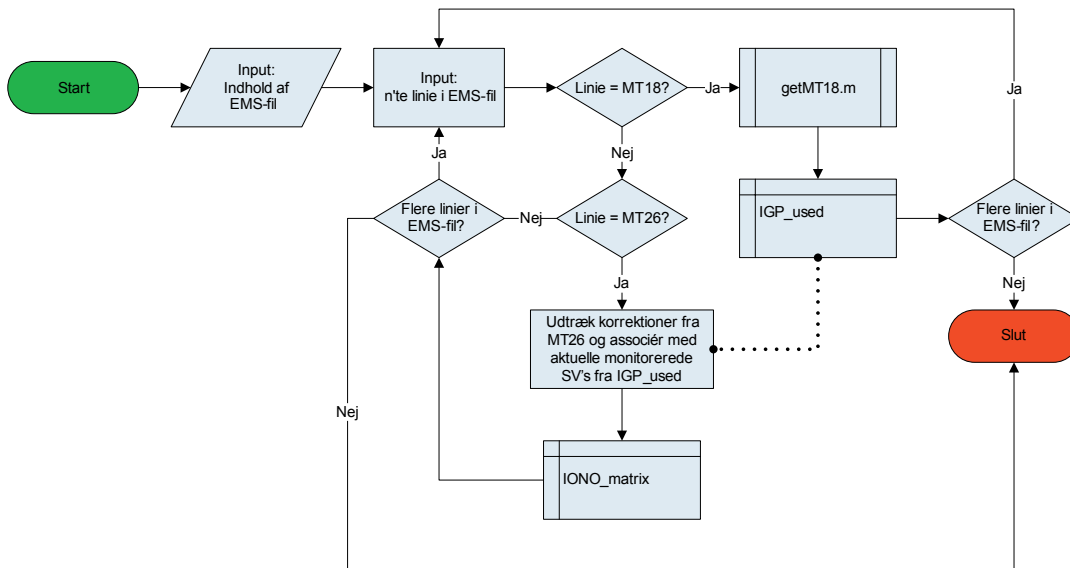 Start
Input:
Indhold af
EMS-fil
Input:
n'te linie i EMS-fil
Linie = MT18?
Ja
getMT18.m
Ja
Nej
Ja
Flere linier i
EMS-fil?
Nej
Linie = MT26?
IGP_used
Flere linier i
EMS-fil?
Ja
Nej
Udtræk korrektioner fra
MT26 og associér med
aktuelle monitorerede
SV's fra IGP_used
Slut
Nej
IONO_matrix